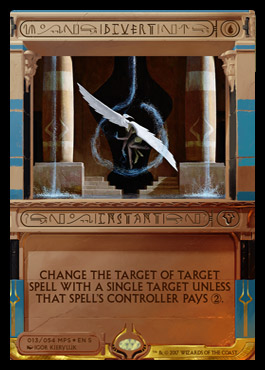 DIVERT
INSTANT
CHANGE THE TARGET OF TARGET
SPELL WITH A SINGLE TARGET UNLESS
THAT SPELL'S CONTROLLER PAYS ②.
013/054 MPS • EN
™ & © 2017 WIZARDS OF THE COAST